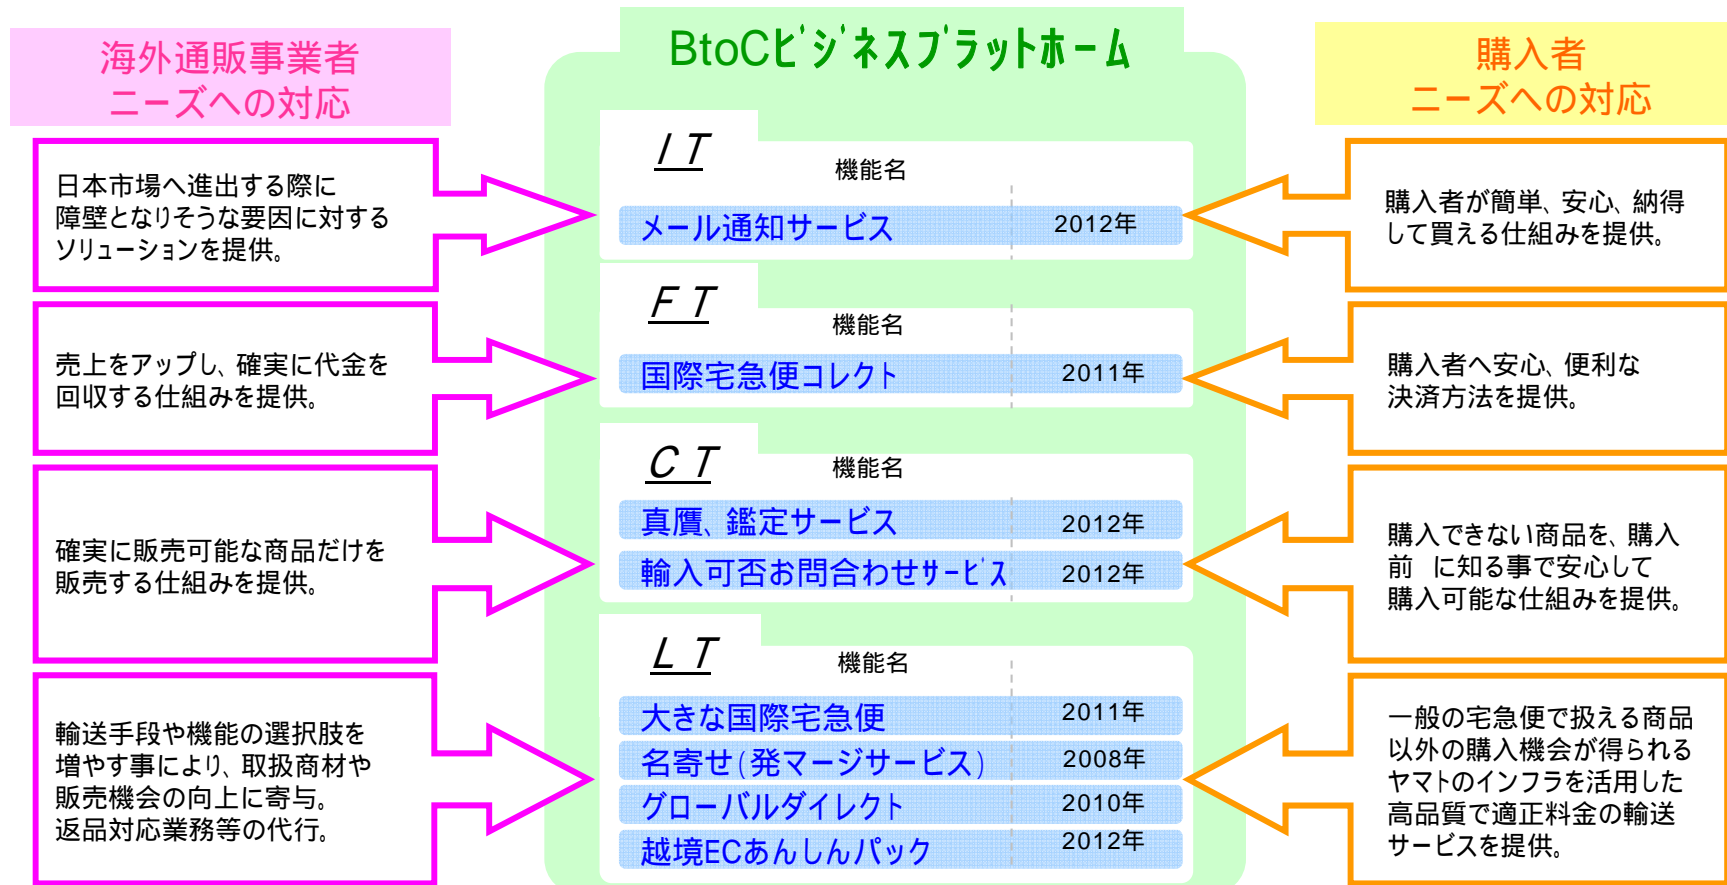 海外通販事業者
ニーズへの対応
日本市場へ進出する際に
障壁となりそうな要因に対する
ソリューションを提供。
売上をアップし、確実に代金を
回収する仕組みを提供。
確実に販売可能な商品だけを
販売する仕組みを提供。
輸送手段や機能の選択肢を
増やす事により、取扱商材や
販売機会の向上に寄与。
返品対応業務等の代行。
BtoCビジネスプラットホーム
IT
機能名
メール通知サービス 2012年
FT
機能名
国際宅急便コレクト 2011年
CT
機能名
真贋、鑑定サービス 2012年
輸入可否お問合わせサービス 2012年
LT
機能名
大きな国際宅急便 2011年
名寄せ(発マージサービス) 2008年
グローバルダイレクト 2010年
越境ECあんしんパック 2012年
購入者
ニーズへの対応
購入者が簡単、安心、納得
して買える仕組みを提供。
購入者へ安心、便利な
決済方法を提供。
購入できない商品を、購入
前 に知る事で安心して
購入可能な仕組みを提供。
一般の宅急便で扱える商品
以外の購入機会が得られる
ヤマトのインフラを活用した
高品質で適正料金の輸送
サービスを提供。